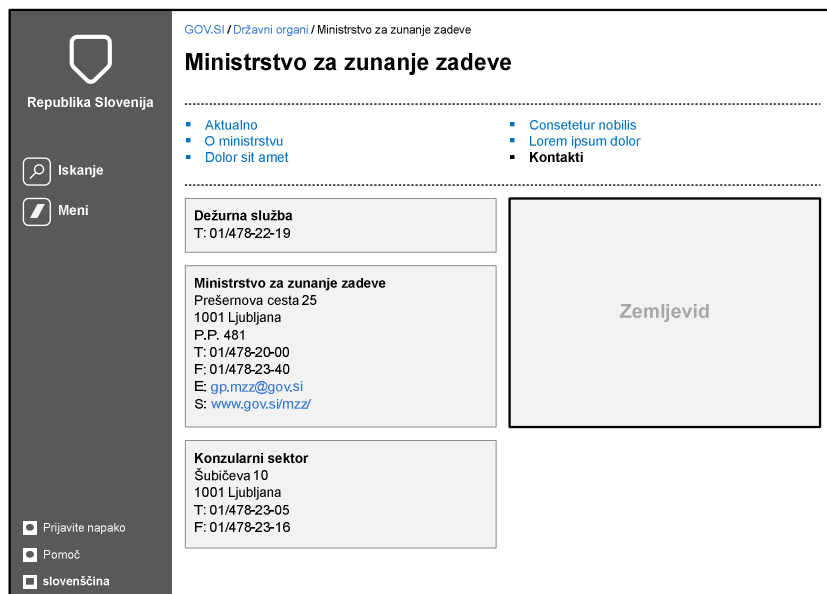 Republika Slovenija
Iskanje
Meni
Prijavite napako
Pomoč
slovenščina
GOV.SI / Državni organi / Ministrstvo za zunanje zadeve
Ministrstvo za zunanje zadeve
Aktualno
O ministrstvu
Dolor sit amet
Consetetur nobilis
Lorem ipsum dolor
Kontakti
Dežurna služba
T: 01/478-22-19
Ministrstvo za zunanje zadeve
Prešernova cesta 25
1001 Ljubljana
P.P. 481
T: 01/478-20-00
F: 01/478-23-40
E: gp.mzz@gov.si
S: www.gov.si/mzz/
Konzularni sektor
Šubičeva 10
1001 Ljubljana
T: 01/478-23-05
F: 01/478-23-16
Zemljevid